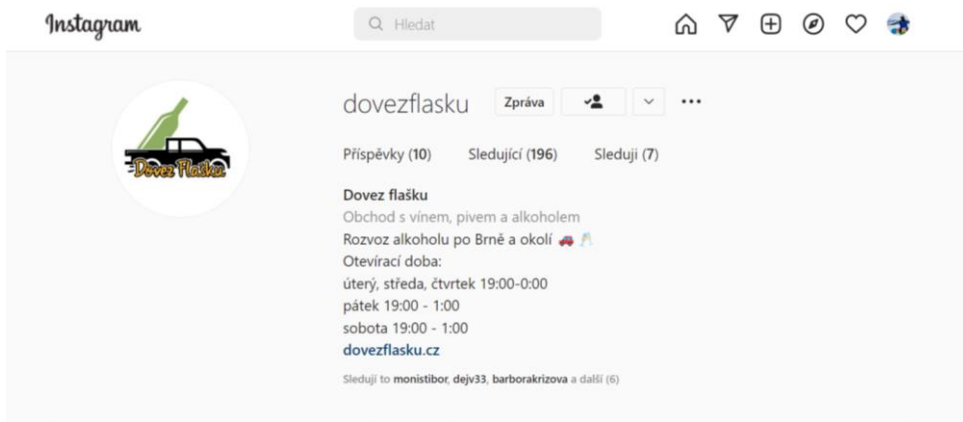 Instagram
Hledat
dovezflasku Zpráva
Příspěvky (10) Sledující (196) Sleduji (7)
Dovez Flašku
Dovez flašku
Obchod s vínem, pivem a alkoholem
Rozvoz alkoholu po Brně a okolí 🚗 🥂
Otevírací doba:
úterý, středa, čtvrtek 19:00-0:00
pátek 19:00 - 1:00
sobota 19:00 - 1:00
dovezflasku.cz
Sledují to monistibor, dejv33, barborakrizova a další (6)